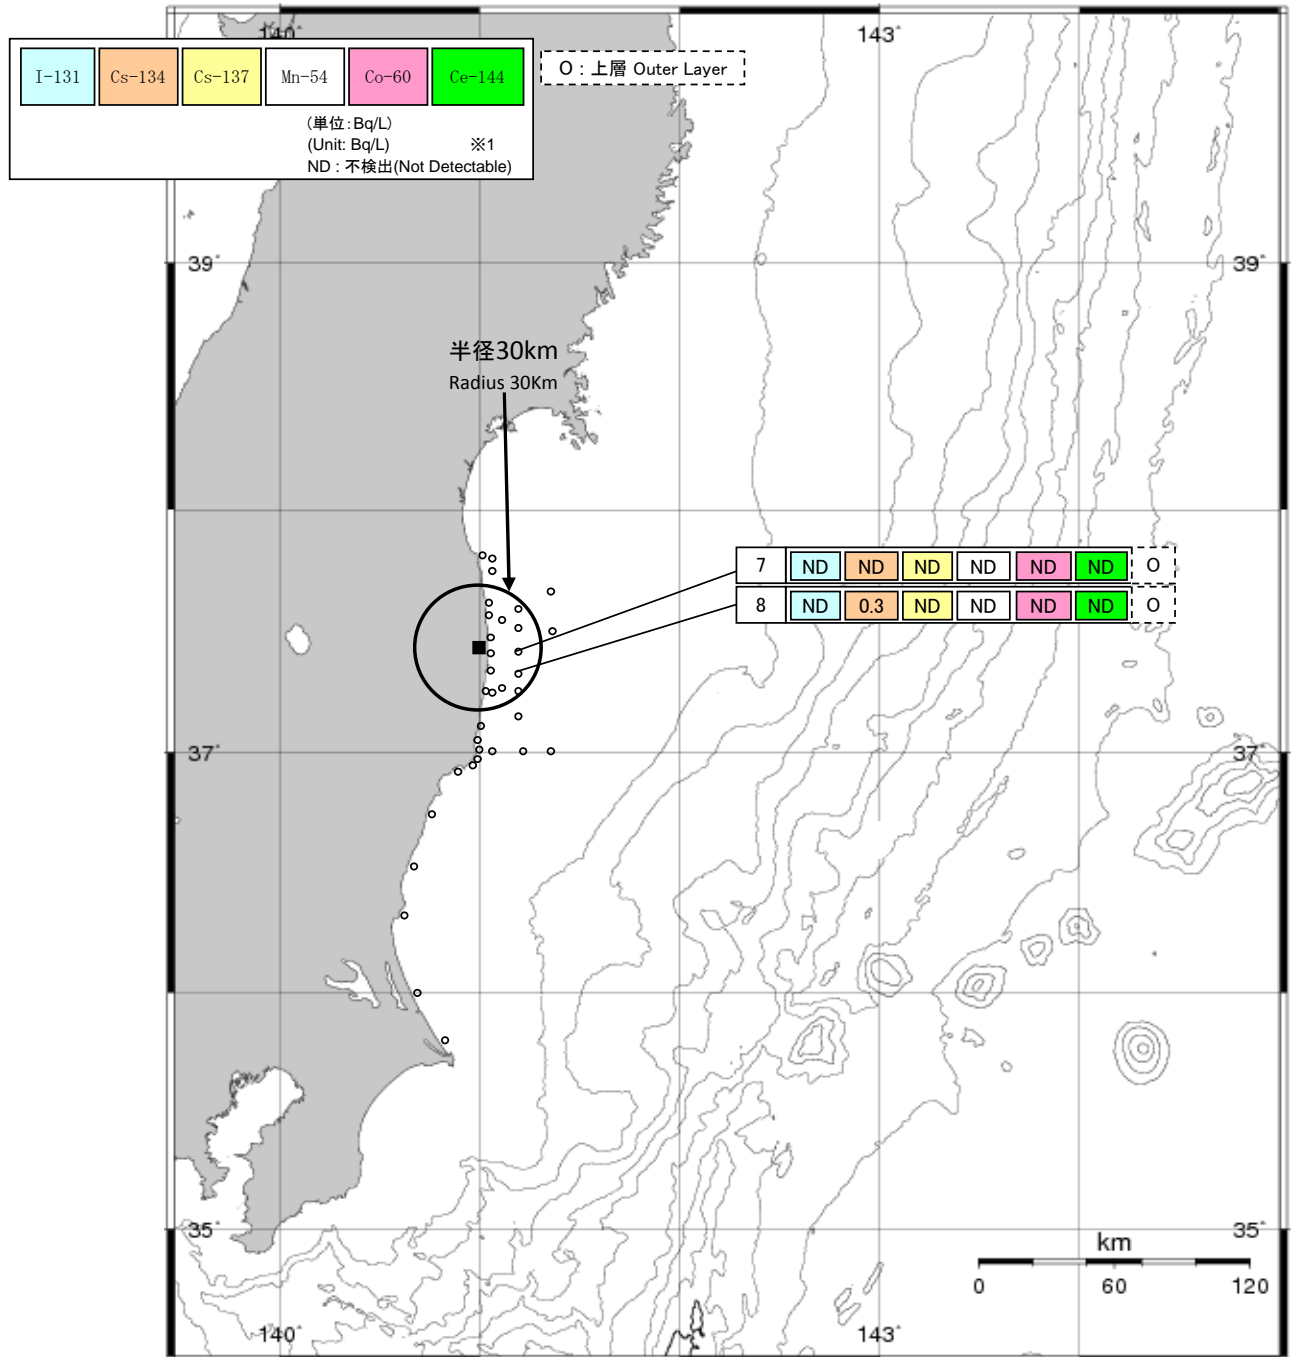 140°
143°
I-131 Cs-134 Cs-137 Mn-54 Co-60 Ce-144
O : 上層 Outer Layer
(単位:Bq/L)
(Unit: Bq/L) ※1
ND : 不検出(Not Detectable)
39°
39°
半径30km
Radius 30Km
7 ND ND ND ND ND ND O
8 ND 0.3 ND ND ND ND O
37°
37°
35°
35°
km
0 60 120
140°
143°